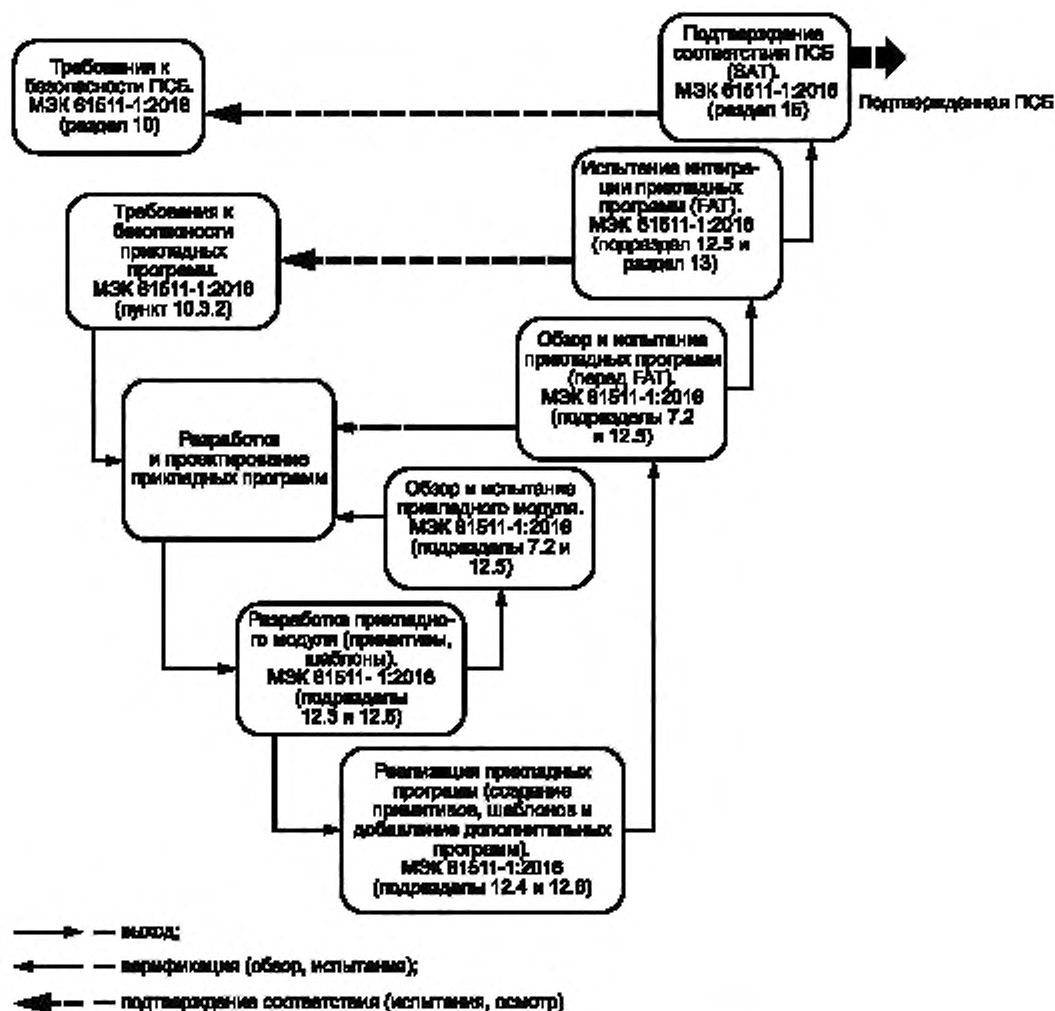 Требования к
безопасности ПСБ.
МЭК 61511-1:2016
(раздел 10)
Подтверждение
соответствия ПСБ
(SAT).
МЭК 61511-1:2016
(раздел 15)
Подтвержденная ПСБ
Требования к
безопасности
прикладных
программ.
МЭК 61511-1:2016
(пункт 10.3.2)
Испытание интегра-
ции прикладных
программ (FAT).
МЭК 61511-1:2016
(подраздел 12.5 и
раздел 13)
Обзор и испытание
прикладных программ
(перед FAT).
МЭК 61511-1:2016
(подразделы 7.2
и 12.5)
Разработка
и проектирование
прикладных программ
Обзор и испытание
прикладного модуля.
МЭК 61511-1:2016
(подразделы 7.2 и
12.5)
Разработка прикладно-
го модуля (примитивы,
шаблоны).
МЭК 61511- 1:2016
(подразделы
12.3 и
Реализация прикладных
программ (создание
примитивов, шаблонов и
добавление дополнительных
программ).
МЭК 61511-1:2016
(подразделы 12.4 и
— выход;
— верификация (обзор, испытания);
— подтверждение соответствия (испытания, осмотр)